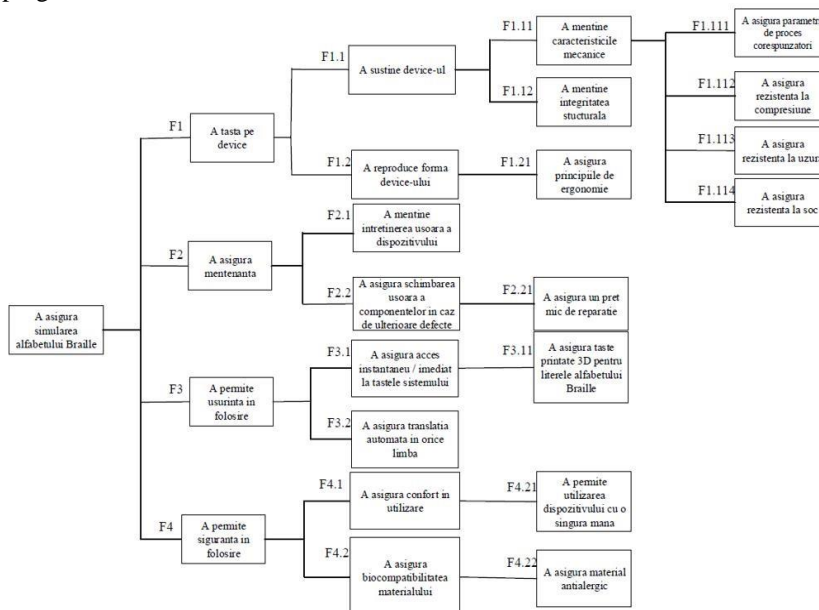 A asigura
simularea
alfabetului Braille
F1
A tasta pe
device
F1.1
A sustine device-ul
F1.11
A mentine
caracteristicile
mecanice
F1.111
A asigura parametri
de proces
corespunzatori
F1.112
A asigura
rezistenta la
compresiune
F1.113
A asigura
rezistenta la uzura
F1.114
A asigura
rezistenta la soc
F1.12
A mentine
integritatea
stucturala
F1.2
A reproduce forma
device-ului
F1.21
A asigura
principiile de
ergonomie
F2
A asigura
mentenanta
F2.1
A mentine
intretinerea usoara a
dispozitivului
F2.2
A asigura schimbarea
usoara a
componentelor in caz
de ulterioare defecte
F2.21
A asigura un pret
mic de reparatie
F3
A permite
usurinta in
folosire
F3.1
A asigura acces
instantaneu / imediat
la tastele sistemului
F3.11
A asigura taste
printate 3D pentru
literele alfabetului
Braille
F3.2
A asigura translatia
automata in orice
limba
F4
A permite
siguranta in
folosire
F4.1
A asigura confort in
utilizare
F4.21
A permite
utilizarea
dispozitivului cu o
singura mana
F4.2
A asigura
biocompatibilitatea
materialului
F4.22
A asigura material
antialergic